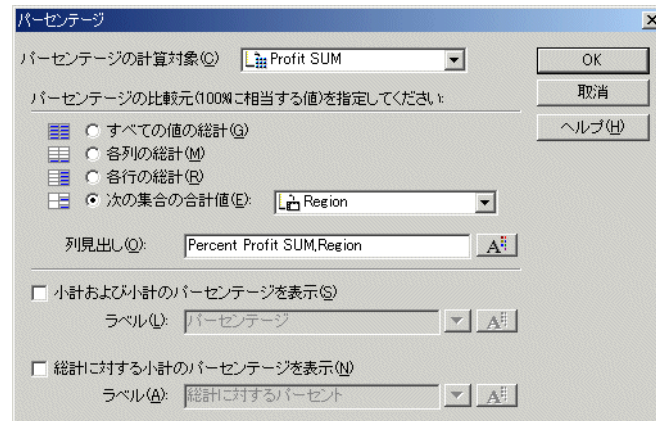 パーセンテージ
パーセンテージの計算対象(C) Profit SUM
OK
パーセンテージの比較元(100%に相当する値)を指定してください:
取消
すべての値の総計(G)
ヘルプ(H)
各列の総計(M)
各行の総計(R)
次の集合の合計値(E): Region
列見出し(O): Percent Profit SUM,Region
小計および小計のパーセンテージを表示(S)
ラベル(L): パーセンテージ
総計に対する小計のパーセンテージを表示(N)
ラベル(A): 総計に対するパーセント